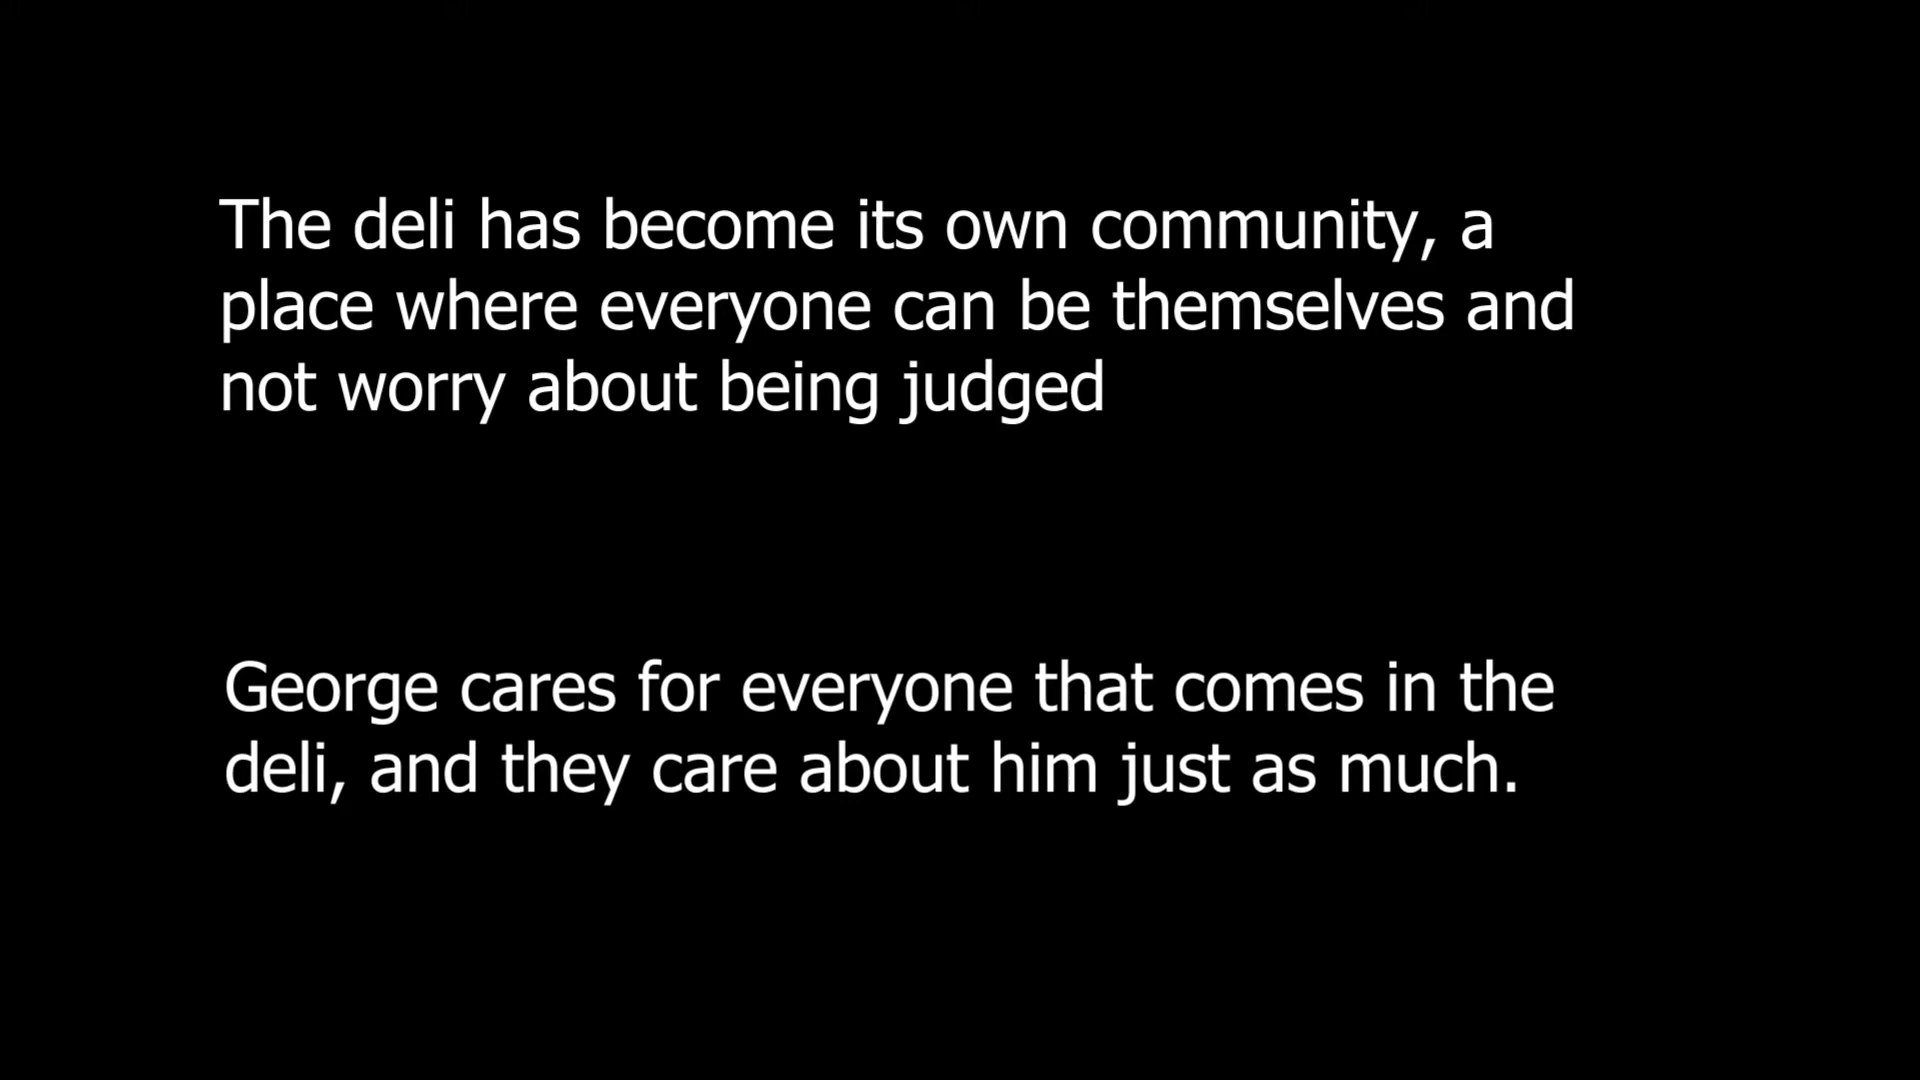 The deli has become its own community, a
place where everyone can be themselves and
not worry about being judged
George cares for everyone that comes in the
deli, and they care about him just as much.